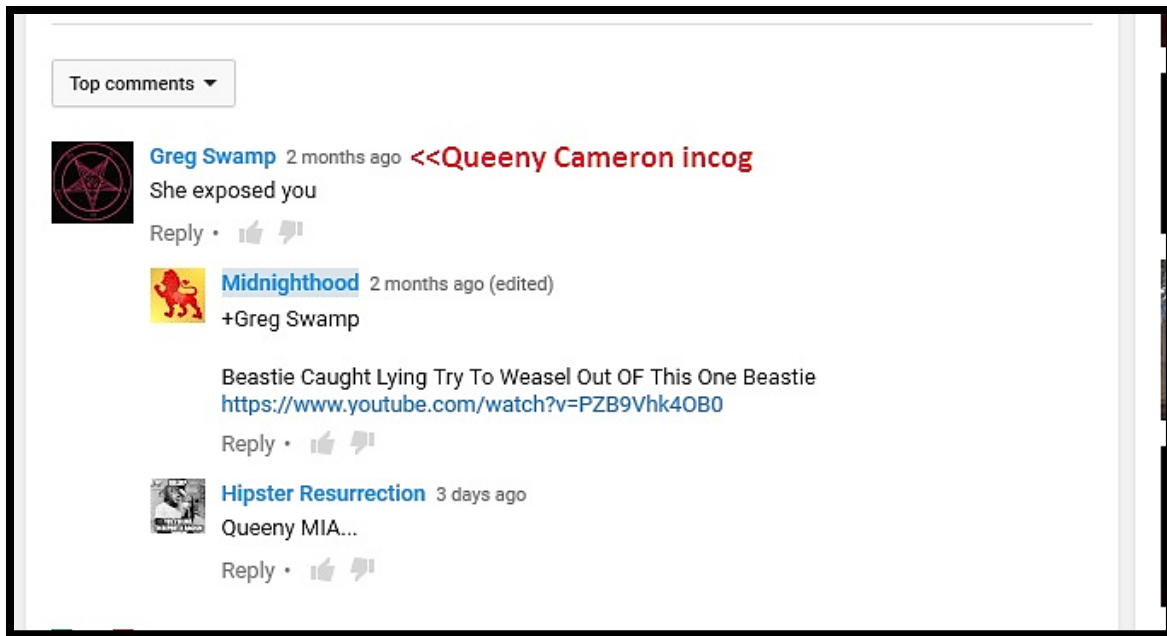 Top comments
Greg Swamp 2 months ago <<Queeny Cameron incog
She exposed you
Reply •
Midnighthood 2 months ago (edited)
+Greg Swamp
Beastie Caught Lying Try To Weasel Out OF This One Beastie
https://www.youtube.com/watch?v=PZB9Vhk4OB0
Reply •
Hipster Resurrection 3 days ago
Queeny MIA...
Reply •